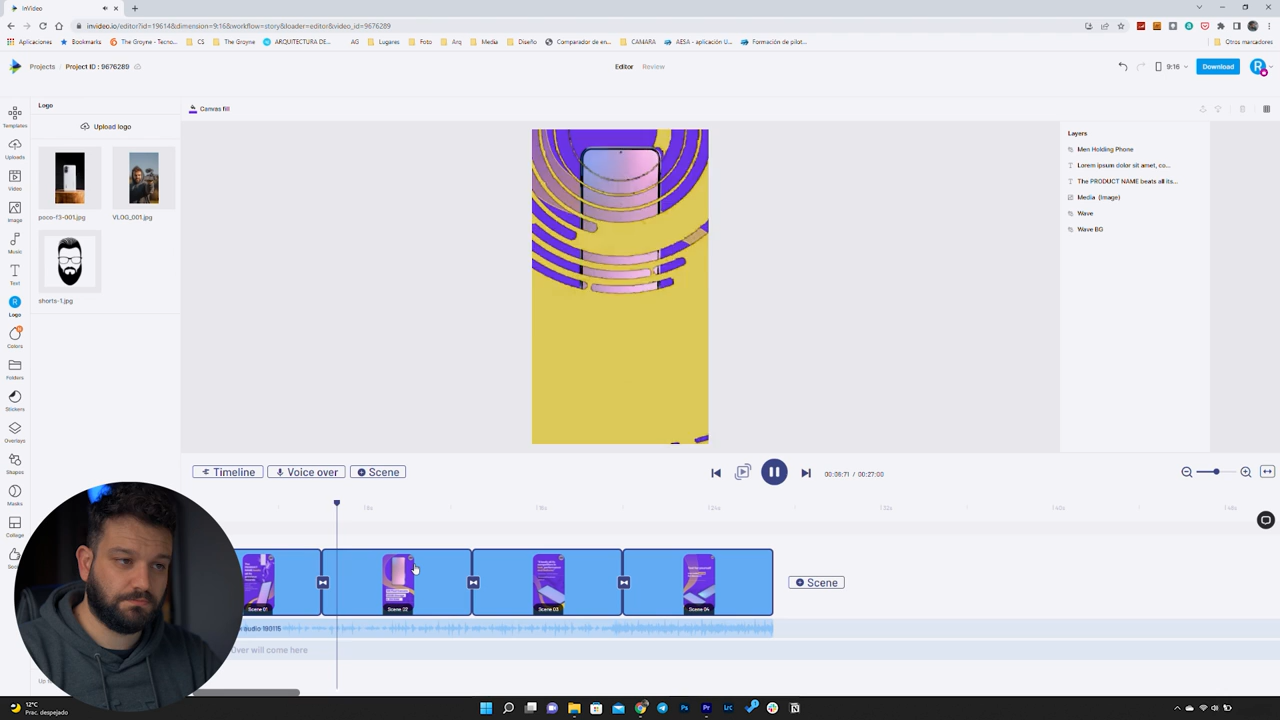 InVideo
invideo.io/editor?id=19614&dimension=9:16&workflow=story&loader=editor&video_id=9676289
Aplicaciones
Bookmarks
The Groyne - Tecno...
CS
The Groyne
ARQUITECTURA DE...
AG
Lugares
Foto
Arq
Media
Diseño
Comparador de en...
CAM4RA
AESA - aplicación U...
Formación de pilot...
Otros marcadores
Projects
Project ID : 9676289
Editor
Review
9:16
Download
R
Logo
Canvas fill
Upload logo
poco-f3-001.jpg
VLOG_001.jpg
shorts-1.jpg
Templates
Uploads
Video
Image
Music
Text
R
Logo
Colors
Folders
Stickers
Overlays
Shapes
Masks
Collage
Layers
Men Holding Phone
Lorem ipsum dolor sit amet, co...
The PRODUCT NAME beats all its...
Media (Image)
Wave
Wave BG
Timeline
Voice over
Scene
00:06:71 / 00:27:00
Scene 01
Scene 02
Scene 03
Scene 04
Scene
audio 180116
Over will come here
12°C
Prac. despejado